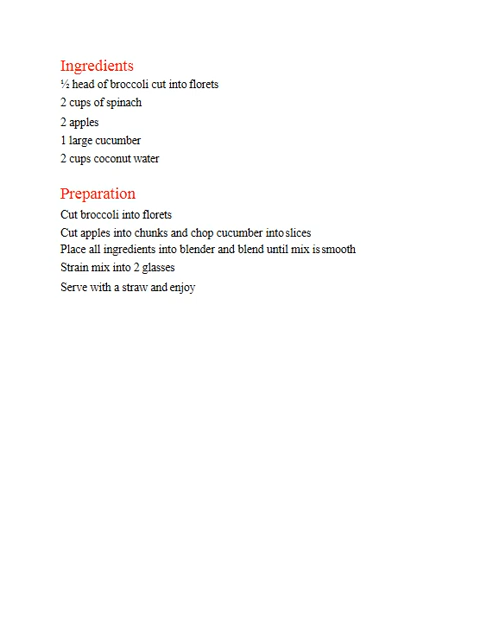 Ingredients
½ head of broccoli cut into florets
2 cups of spinach
2 apples
1 large cucumber
2 cups coconut water
Preparation
Cut broccoli into florets
Cut apples into chunks and chop cucumber into slices
Place all ingredients into blender and blend until mix is smooth
Strain mix into 2 glasses
Serve with a straw and enjoy